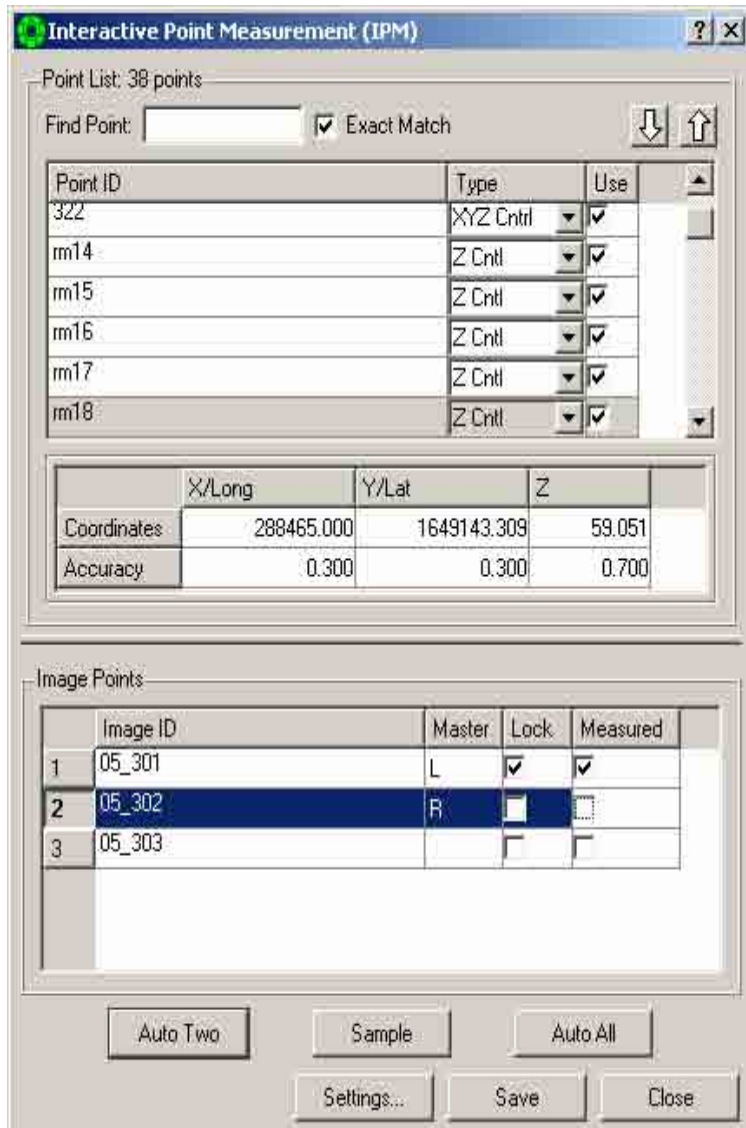 Interactive Point Measurement (IPM)
Point List: 38 points
Find Point: Exact Match
Point ID Type Use
322 XYZ Cntrl
rm14 Z Cntl
rm15 Z Cntl
rm16 Z Cntl
rm17 Z Cntl
rm18 Z Cntl
X/Long Y/Lat Z
Coordinates 288465.000 1649143.309 59.051
Accuracy 0.300 0.300 0.700
Image Points
Image ID Master Lock Measured
1 05_301 L
2 05_302 R
3 05_303
Auto Two Sample Auto All
Settings... Save Close